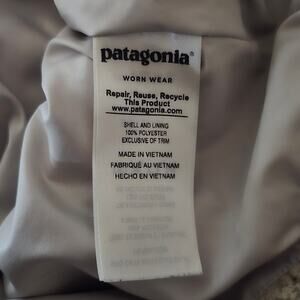 patagonia®
WORN WEAR
Repair, Reuse, Recycle
This Product
www.patagonia.com
SHELL AND LINING
100% POLYESTER
EXCLUSIVE OF TRIM
MADE IN VIETNAM
FABRIQUÉ AU VIETNAM
HECHO EN VIETNAM